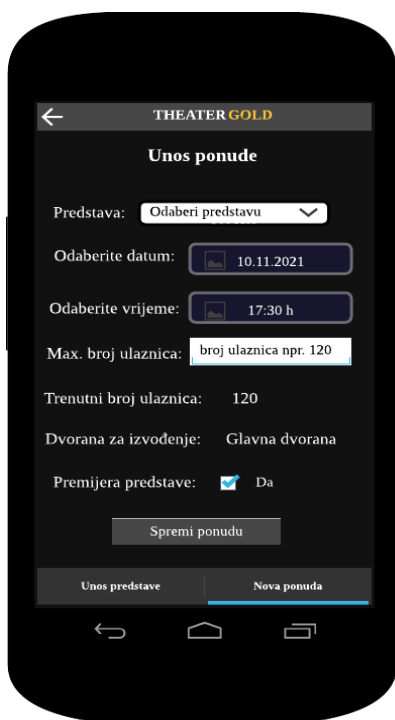 THEATER GOLD
Unos ponude
Predstava: Odaberi predstavu
Odaberite datum: 10.11.2021
Odaberite vrijeme: 17:30 h
Max. broj ulaznica: broj ulaznica npr. 120
Trenutni broj ulaznica: 120
Dvorana za izvođenje: Glavna dvorana
Premijera predstave: Da
Spremi ponudu
Unos predstave Nova ponuda